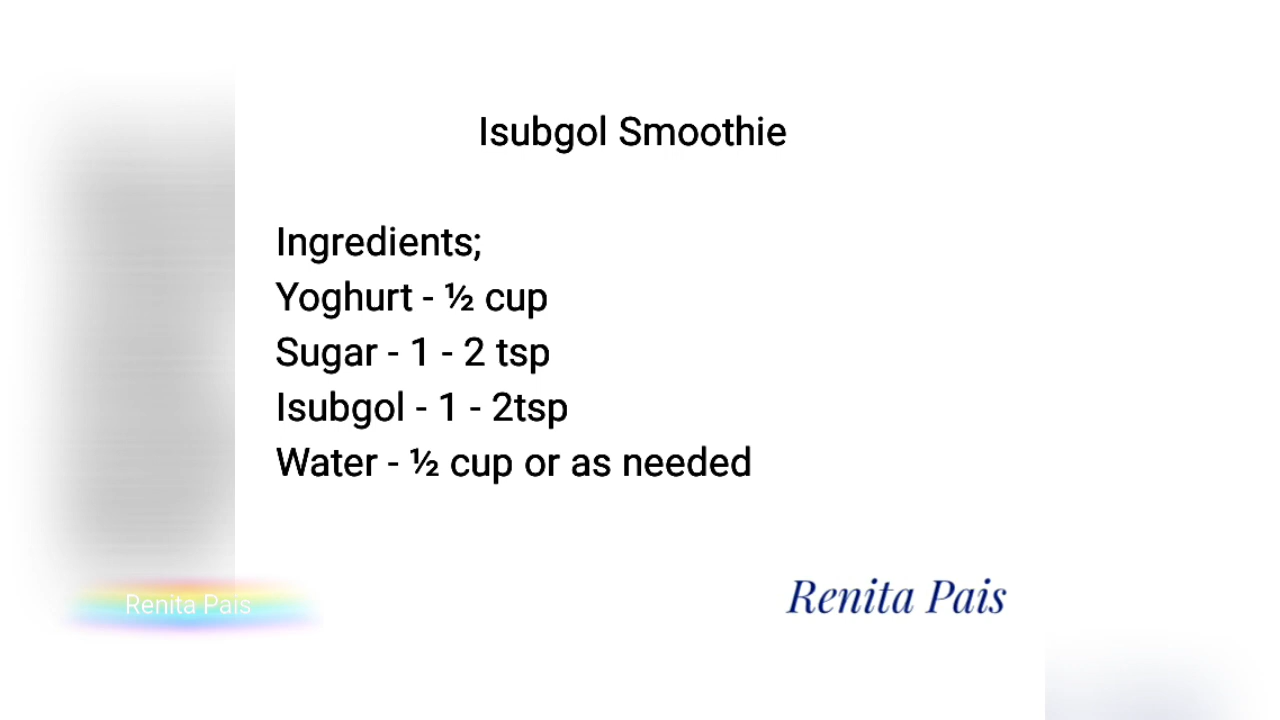 Isubgol Smoothie
Ingredients;
Yoghurt - ½ cup
Sugar - 1 - 2 tsp
Isubgol - 1 - 2tsp
Water - ½ cup or as needed
Renita Pais
Renita Pais